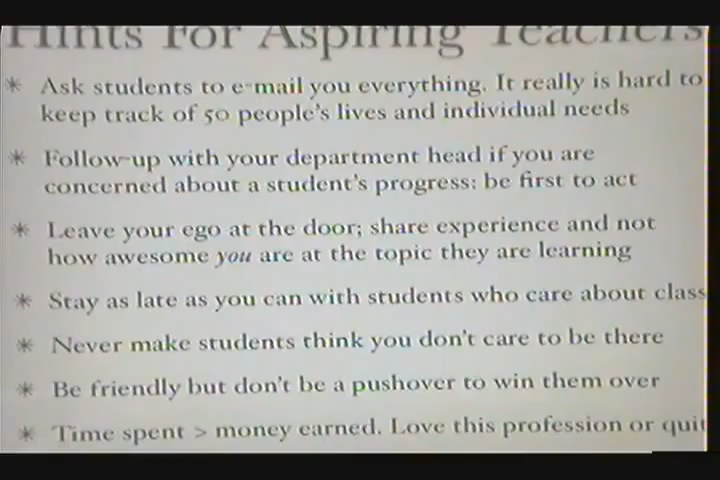 Hints For Aspiring Teachers
* Ask students to e-mail you everything. It really is hard to
keep track of 50 people's lives and individual needs
* Follow-up with your department head if you are
concerned about a student's progress: be first to act
* Leave your ego at the door; share experience and not
how awesome you are at the topic they are learning
* Stay as late as you can with students who care about class
* Never make students think you don't care to be there
* Be friendly but don't be a pushover to win them over
* Time spent > money earned. Love this profession or quit